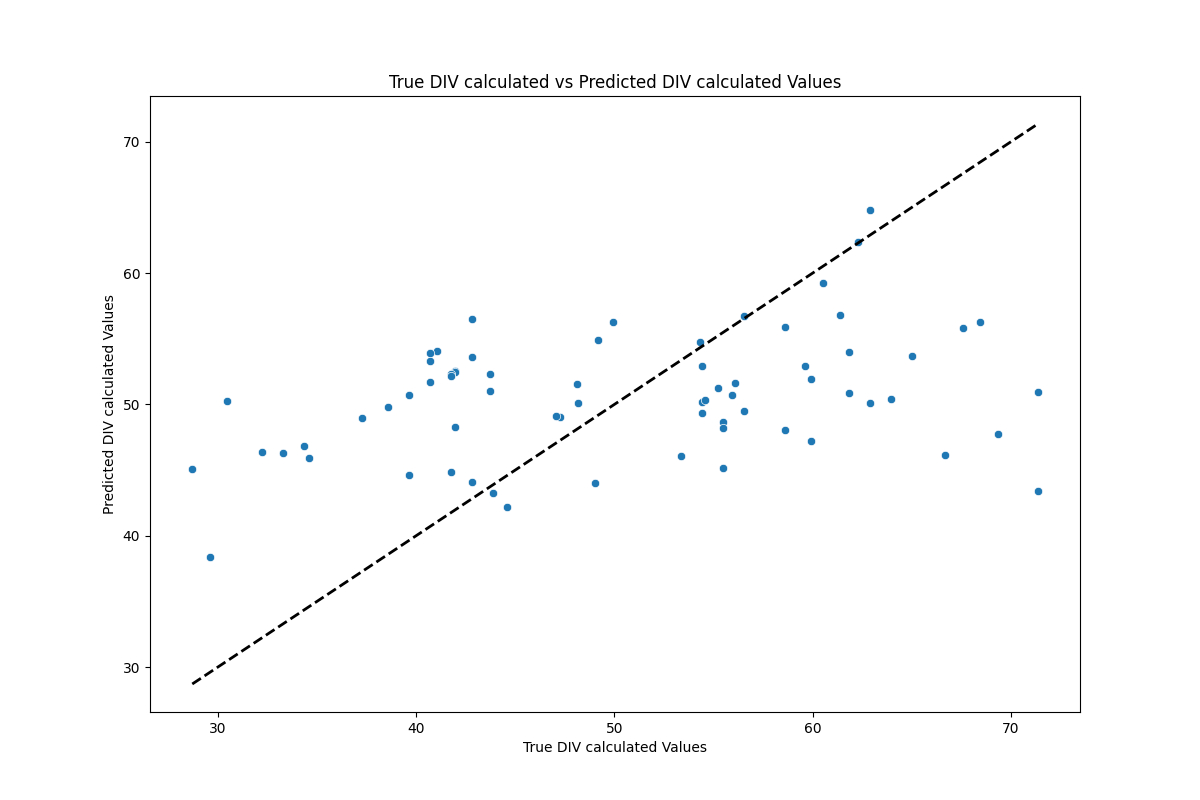 True DIV calculated vs Predicted DIV calculated Values
Predicted DIV calculated Values
70
60
50
40
30
30 40 50 60 70
True DIV calculated Values